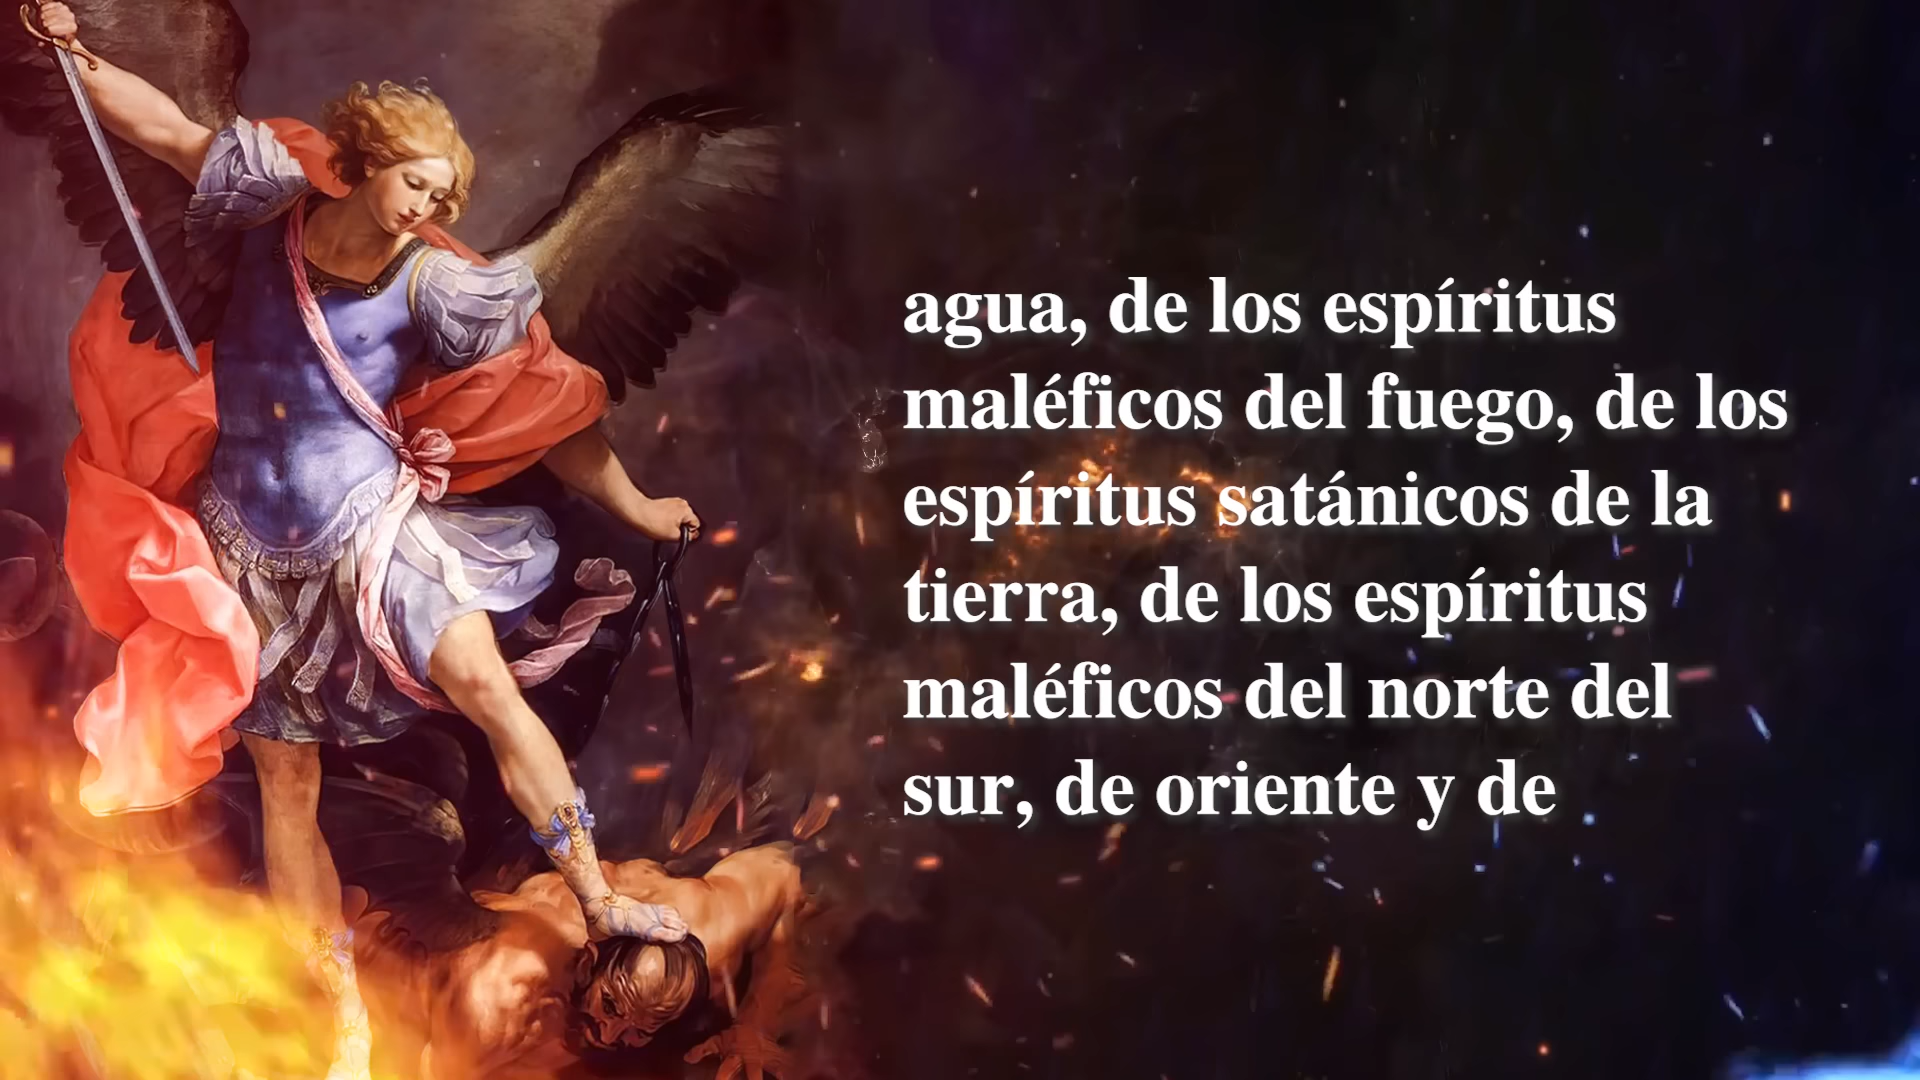 agua, de los espíritus
maléficos del fuego, de los
espíritus satánicos de la
tierra, de los espíritus
maléficos del norte del
sur, de oriente y de